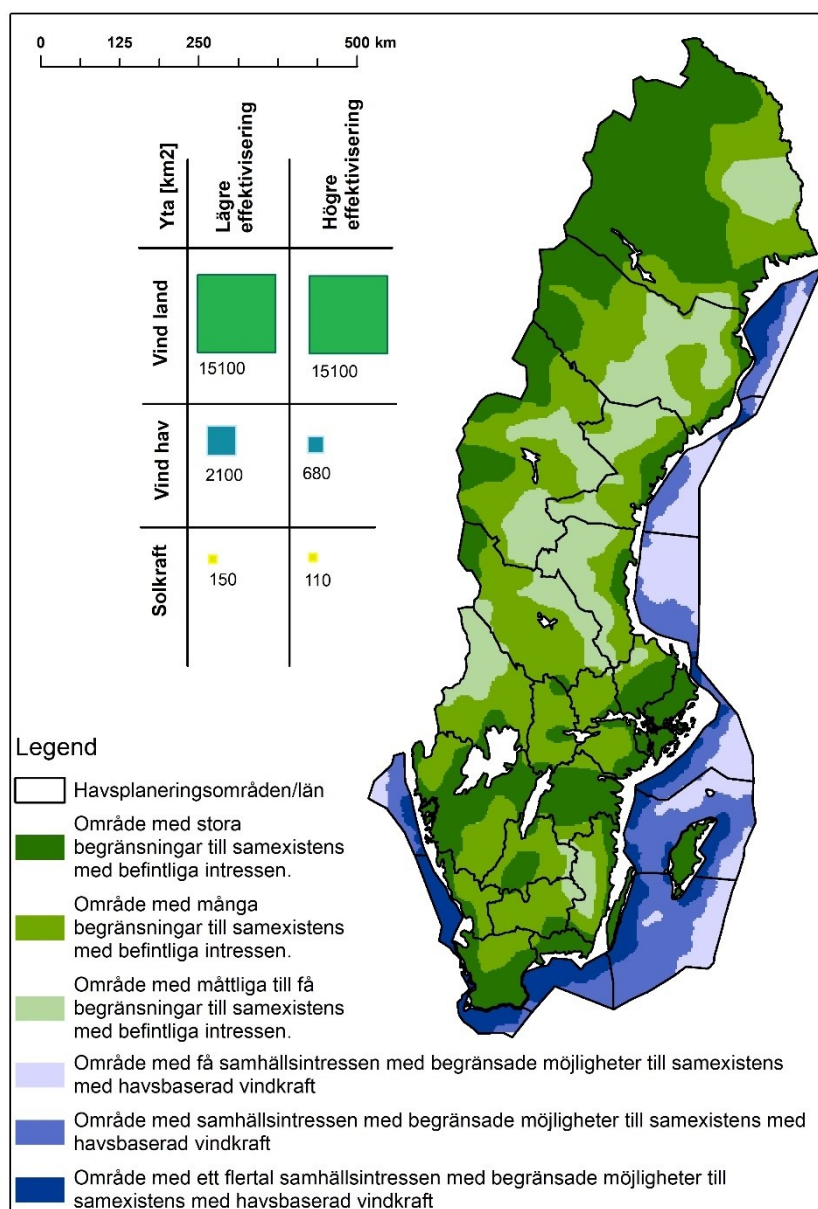 0 125 250 500 km
Yta [km2]
Lägre
effektivisering
Högre
effektivisering
Vind land
15100
15100
Vind hav
2100
680
Solkraft
150
110
Legend
Havsplaneringsområden/län
Område med stora
begränsningar till samexistens
med befintliga intressen.
Område med många
begränsningar till samexistens
med befintliga intressen.
Område med måttliga till få
begränsningar till samexistens
med befintliga intressen.
Område med få samhällsintressen med begränsade möjligheter till samexistens
med havsbaserad vindkraft
Område med samhällsintressen med begränsade möjligheter till samexistens med
havsbaserad vindkraft
Område med ett flertal samhällsintressen med begränsade möjligheter till
samexistens med havsbaserad vindkraft